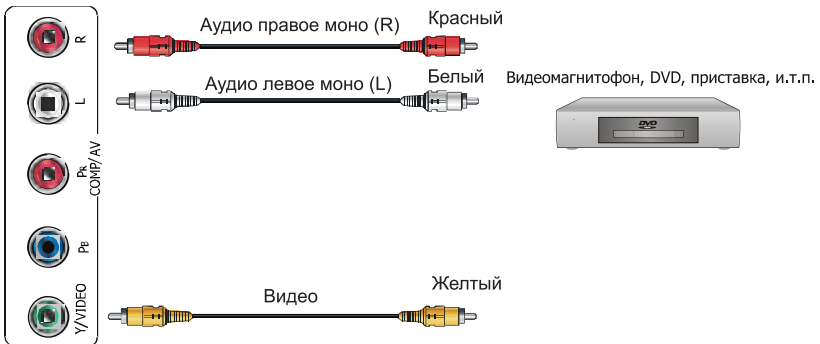 R
Аудио правое моно (R)
Красный
L
Аудио левое моно (L)
Белый
Видеомагнитофон, DVD, приставка, и.т.п.
DVD
PR
COMP/AV
PB
Y/VIDEO
Видео
Желтый